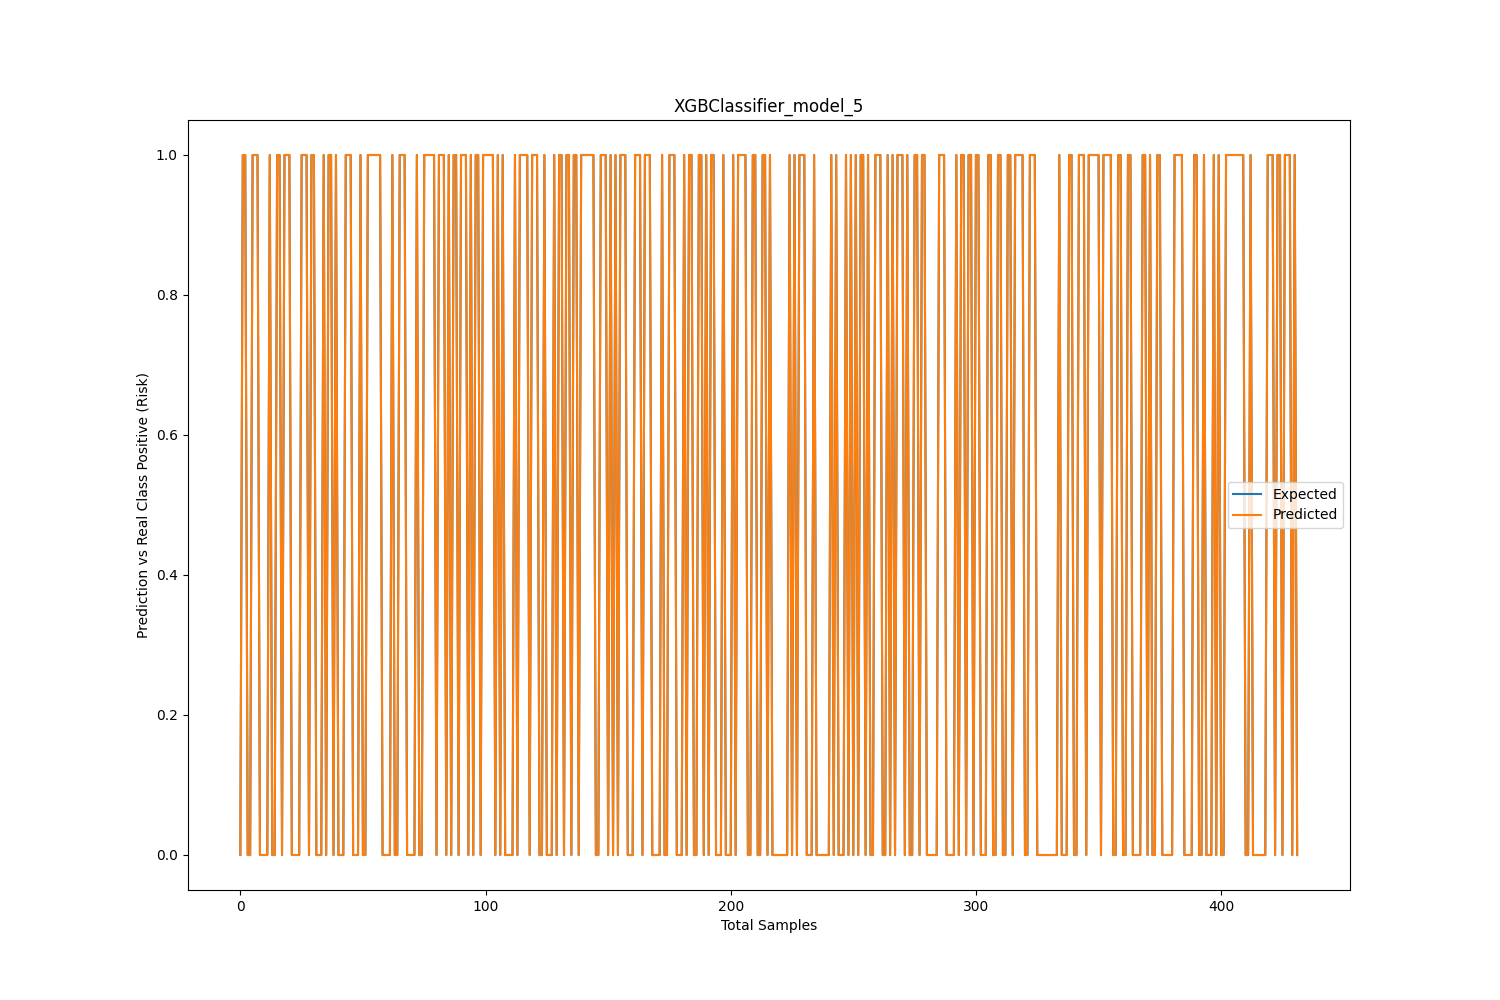 XGBClassifier_model_5
1.0
0.8
0.6
0.4
0.2
0.0
Prediction vs Real Class Positive (Risk)
Expected
Predicted
0 100 200 300 400
Total Samples